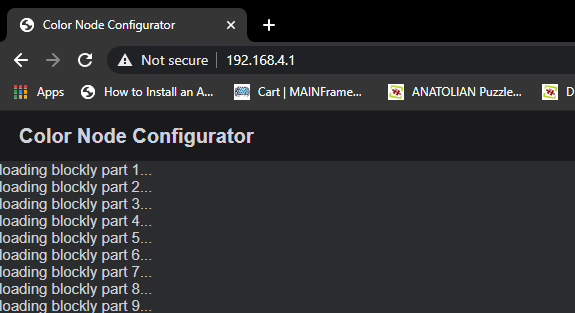 Color Node Configurator
Not secure 192.168.4.1
Apps How to Install an A... Cart | MAINFrame... ANATOLIAN Puzzle... D
Color Node Configurator
loading blockly part 1...
loading blockly part 2...
loading blockly part 3...
loading blockly part 4...
loading blockly part 5...
loading blockly part 6...
loading blockly part 7...
loading blockly part 8...
loading blockly part 9...